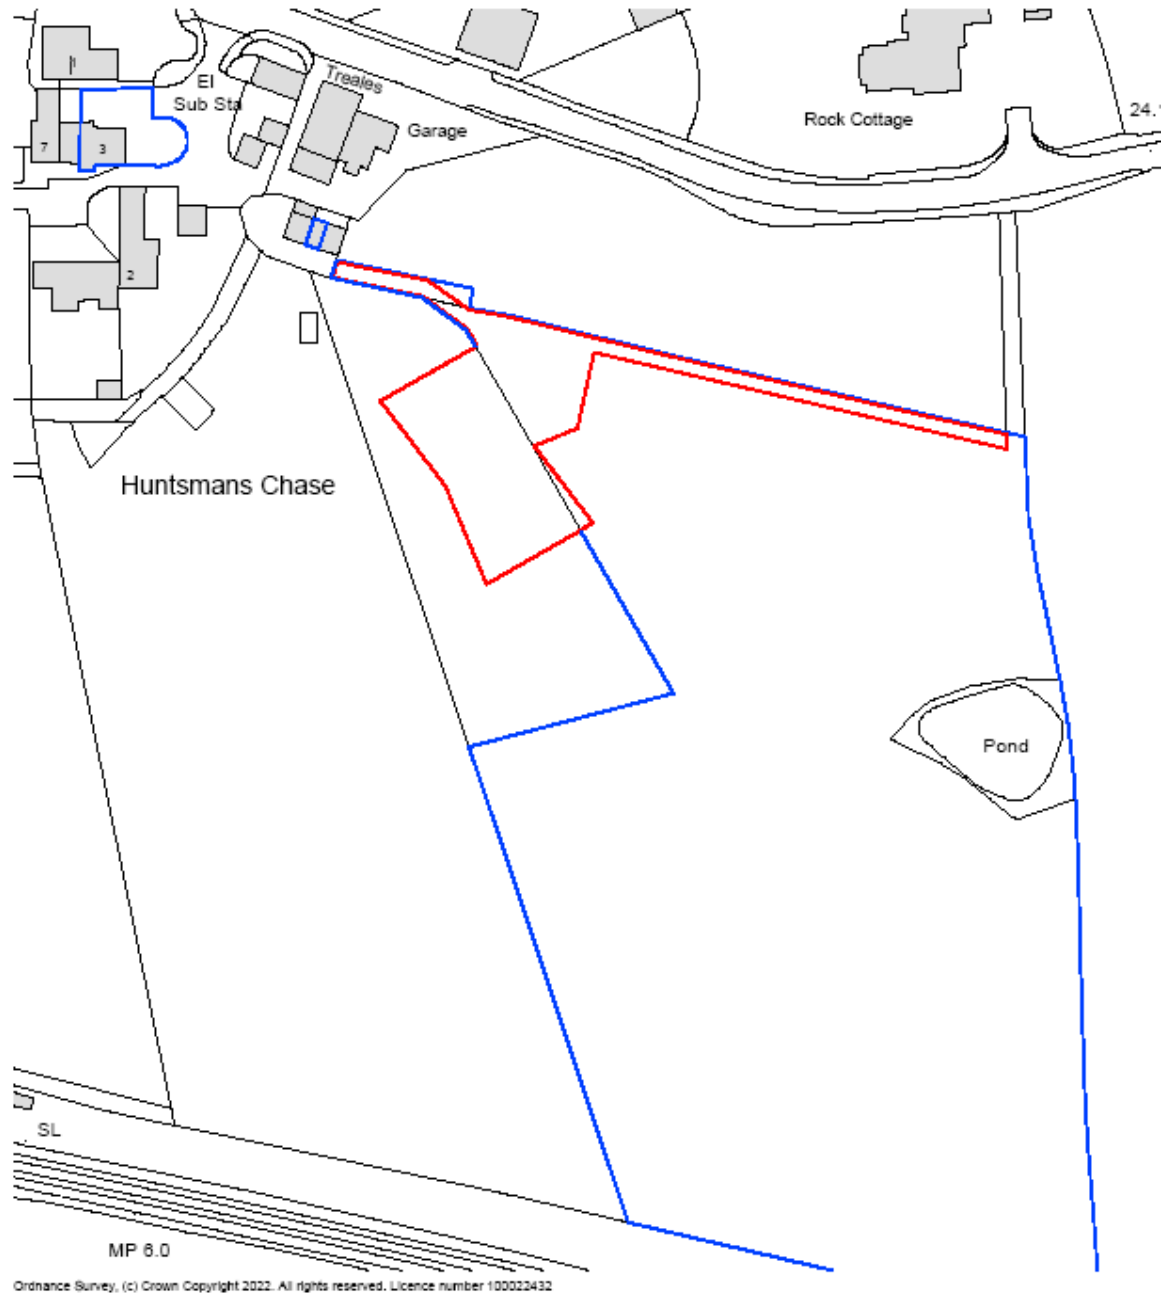 1
El
Sub Sta
Treales
Garage
Rock Cottage
24.
7
3
2
Huntsmans Chase
Pond
SL
MP 6.0
Ordnance Survey, (c) Crown Copyright 2022. All rights reserved. Licence number 100022432